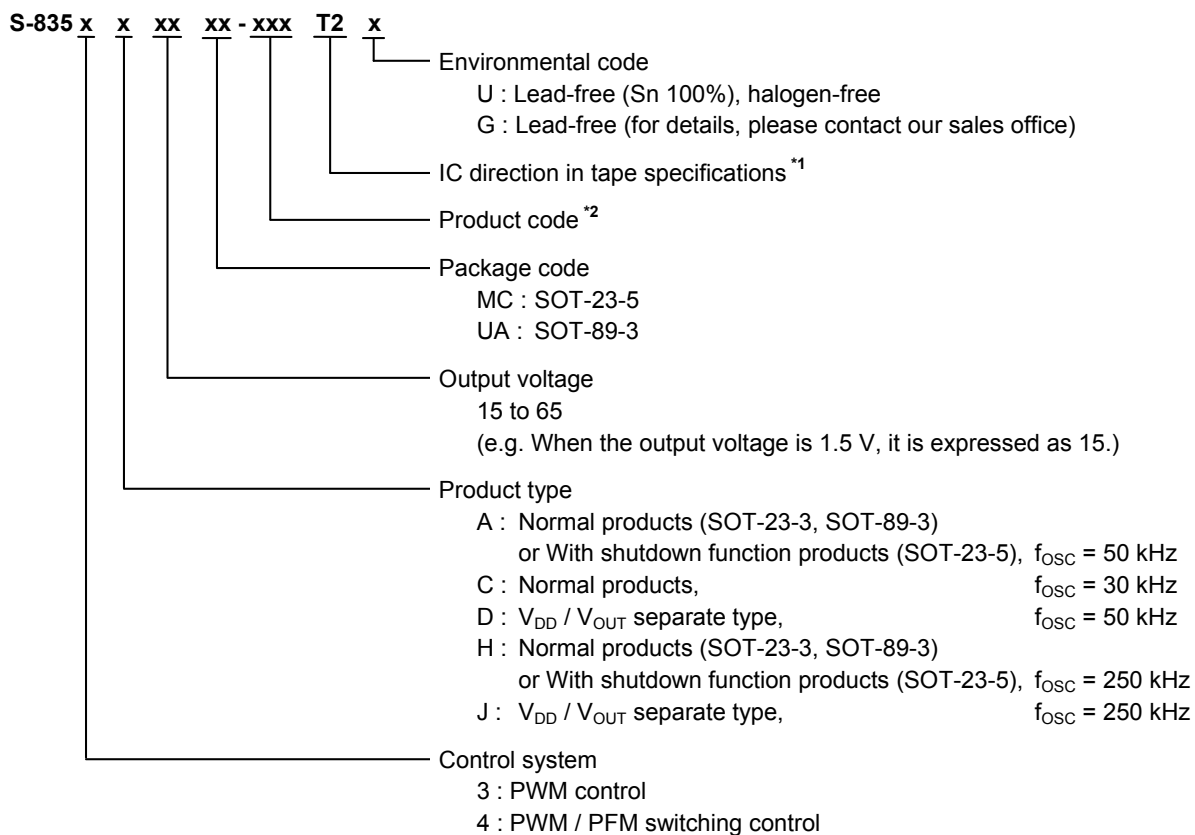 S-835 x x xx xx - xxx T2 x
Environmental code
U : Lead-free (Sn 100%), halogen-free
G : Lead-free (for details, please contact our sales office)
IC direction in tape specifications *1
Product code *2
Package code
MC : SOT-23-5
UA : SOT-89-3
Output voltage
15 to 65
(e.g. When the output voltage is 1.5 V, it is expressed as 15.)
Product type
A : Normal products (SOT-23-3, SOT-89-3)
or With shutdown function products (SOT-23-5), fOSC = 50 kHz
C : Normal products, fOSC = 30 kHz
D : VDD / VOUT separate type, fOSC = 50 kHz
H : Normal products (SOT-23-3, SOT-89-3)
or With shutdown function products (SOT-23-5), fOSC = 250 kHz
J : VDD / VOUT separate type, fOSC = 250 kHz
Control system
3 : PWM control
4 : PWM / PFM switching control